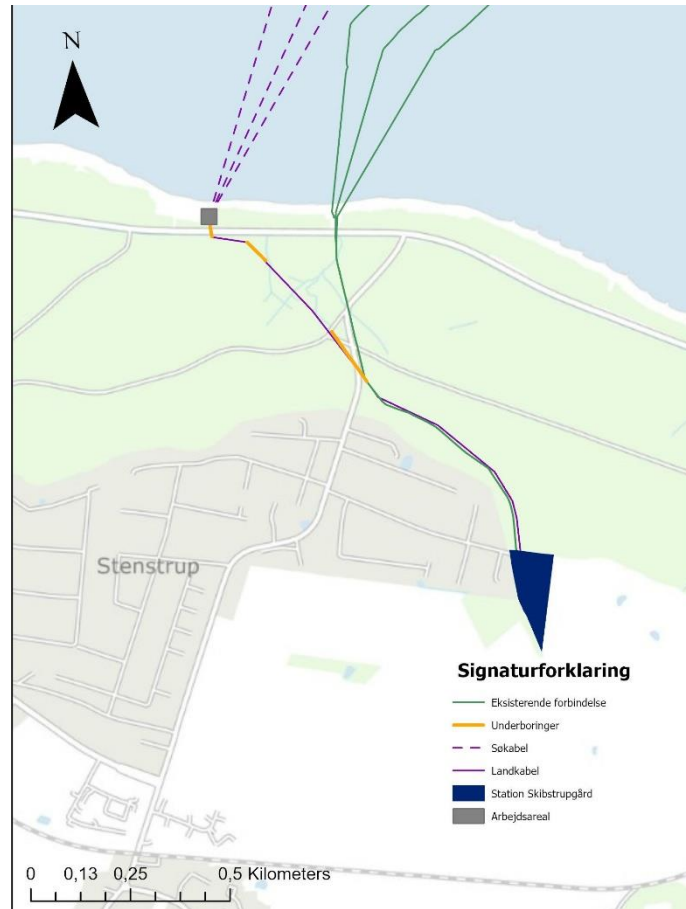 N
Stenstrup
Signaturforklaring
Eksisterende forbindelse
Underboringer
Søkabel
Landkabel
Station Skibstrupgård
Arbejdsareal
0 0,13 0,25 0,5 Kilometers